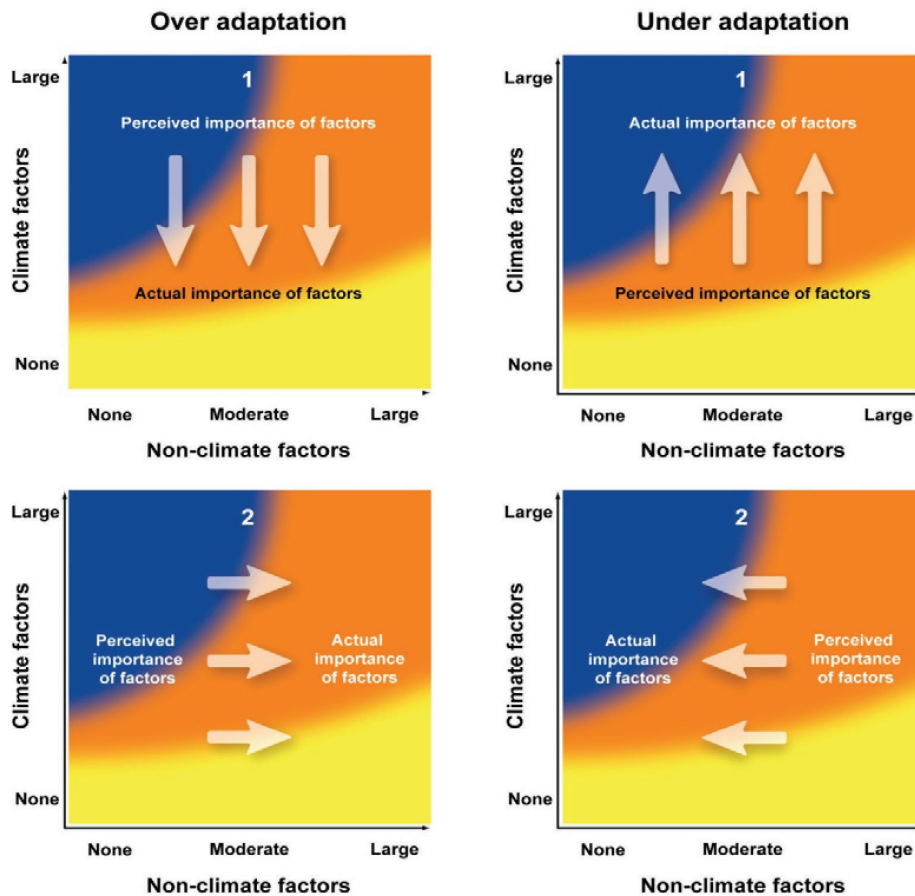 Over adaptation
Under adaptation
Large
1
Perceived importance of factors
Climate factors
Actual importance of factors
None
None Moderate Large
Non-climate factors
Large
1
Actual importance of factors
Climate factors
Perceived importance of factors
None
None Moderate Large
Non-climate factors
Large
2
Climate factors
Perceived
importance
of factors
Actual
importance
of factors
None
None Moderate Large
Non-climate factors
Large
2
Climate factors
Actual
importance
of factors
Perceived
importance
of factors
None
None Moderate Large
Non-climate factors